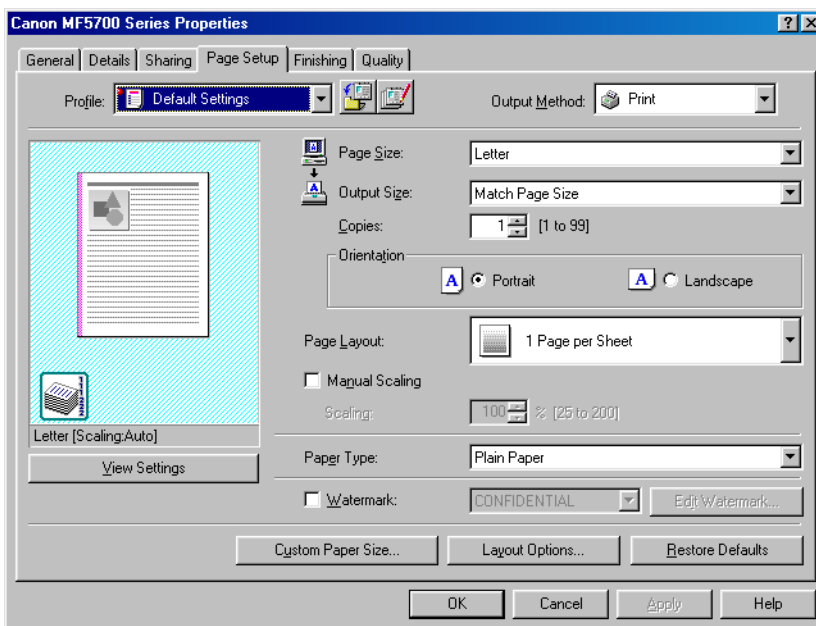 Canon MF5700 Series Properties
General Details Sharing Page Setup Finishing Quality
Profile: Default Settings Output Method: Print
Page Size: Letter
Output Size: Match Page Size
Copies: 1 [1 to 99]
Orientation
A Portrait A Landscape
Page Layout: 1 Page per Sheet
Manual Scaling
Scaling: 100 % [25 to 200]
Letter [Scaling:Auto]
View Settings
Paper Type: Plain Paper
Watermark: CONFIDENTIAL Edit Watermark...
Custom Paper Size... Layout Options... Restore Defaults
OK Cancel Apply Help